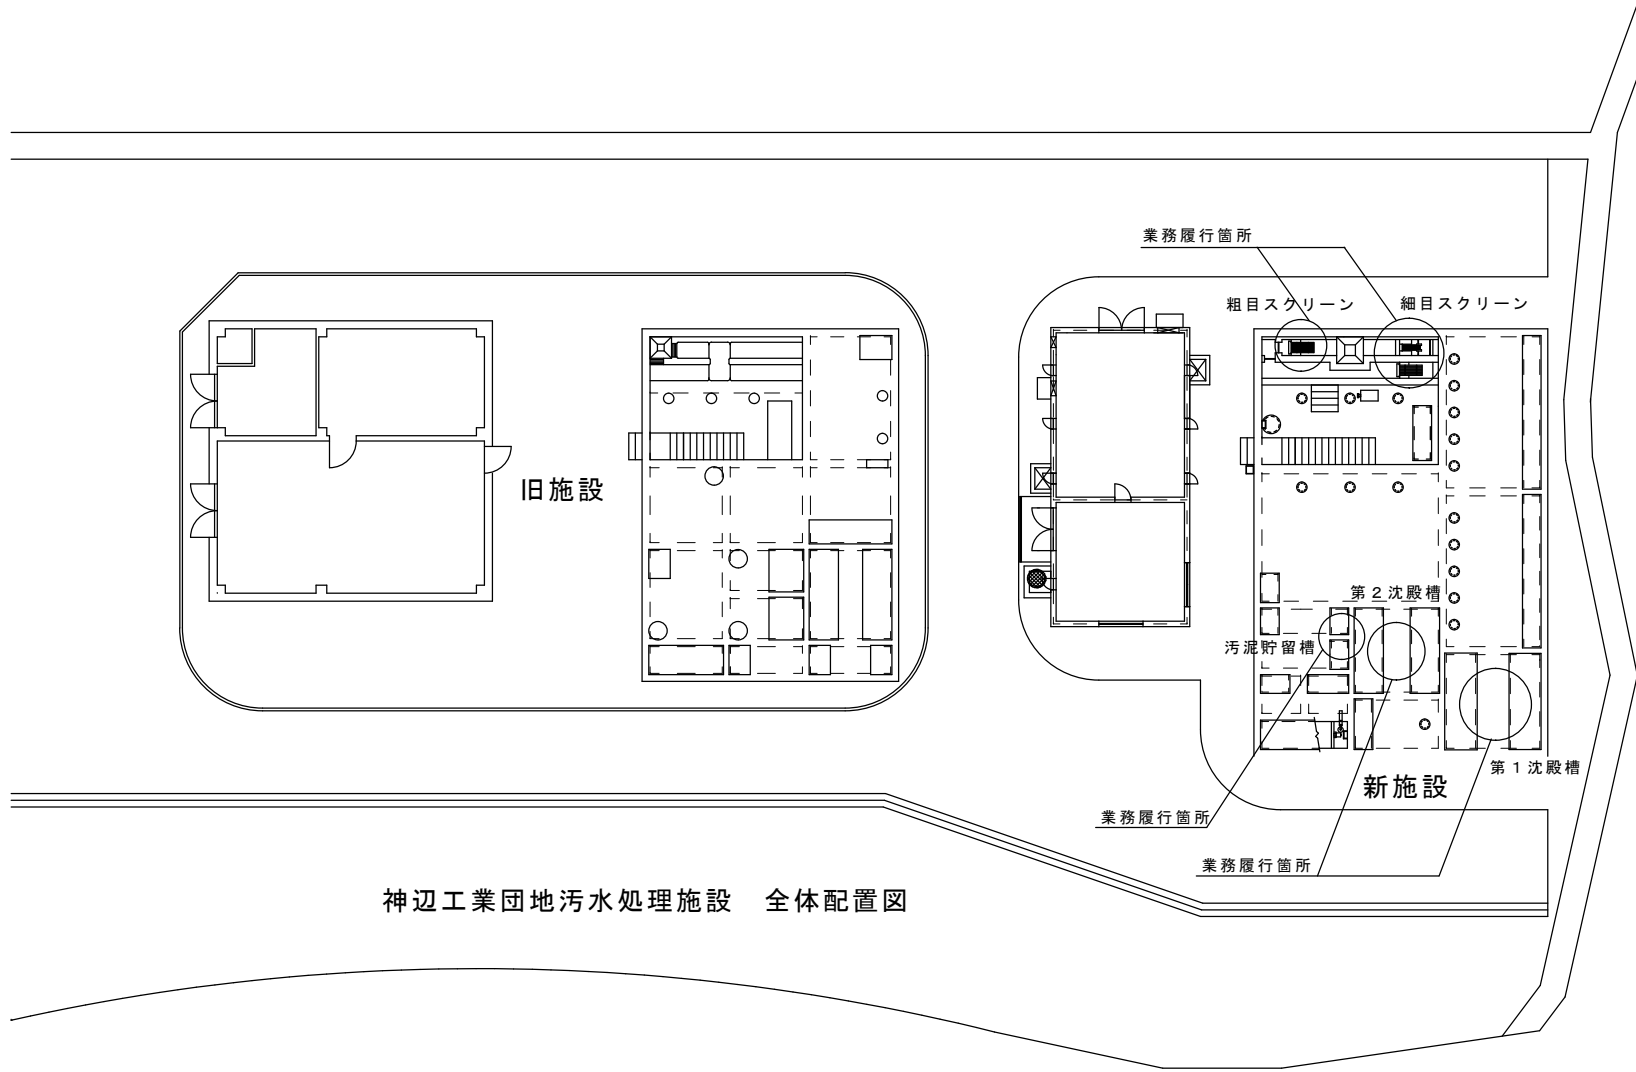 業務履行箇所
粗目スクリーン
細目スクリーン
旧施設
第２沈殿槽
汚泥貯留槽
第１沈殿槽
新施設
業務履行箇所
業務履行箇所
神辺工業団地汚水処理施設　全体配置図